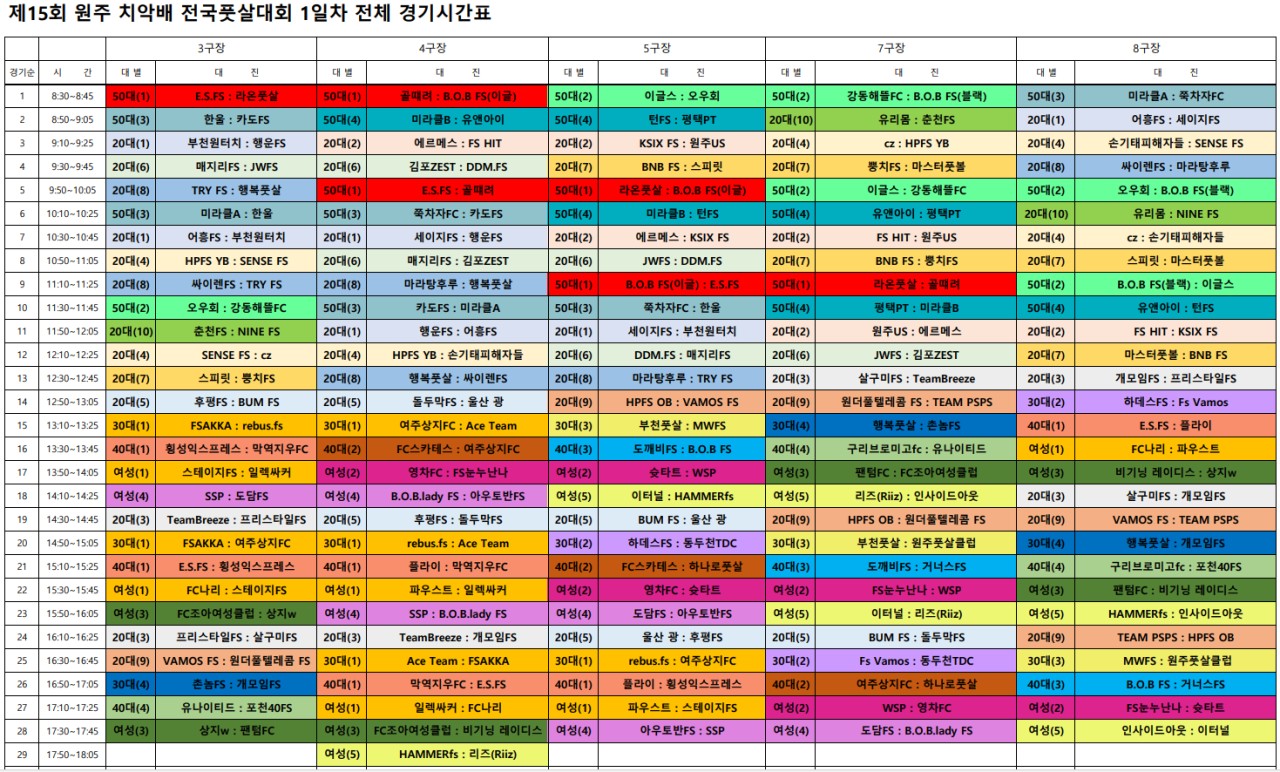 제15회 원주 치악배 전국풋살대회 1일차 전체 경기시간표
3구장 4구장 5구장 7구장 8구장
경기순 시 간 대 별 대 진 대 별 대 진 대 별 대 진 대 별 대 진 대 별 대 진
1 8:30~8:45 50대(1) E.S.FS : 라온풋살 50대(1) 골때려 : B.O.B FS(이글) 50대(2) 이글스 : 오우회 50대(2) 강동해뜰FC : B.O.B FS(블랙) 50대(3) 미라클A : 쭉차자FC
2 8:50~9:05 50대(3) 한울 : 카도FS 50대(4) 미라클B : 유앤아이 50대(4) 턴FS : 평택PT 20대(10) 유리몸 : 춘천FS 20대(1) 어흥FS : 세이지FS
3 9:10~9:25 20대(1) 부천원터치 : 행운FS 20대(2) 에르메스 : FS HIT 20대(2) KSIX FS : 원주US 20대(4) cz : HPFS YB 20대(4) 손기태피해자들 : SENSE FS
4 9:30~9:45 20대(6) 매지리FS : JWFS 20대(6) 김포ZEST : DDM.FS 20대(7) BNB FS : 스피릿 20대(7) 뿡치FS : 마스터풋볼 20대(8) 싸이렌FS : 마라탕후루
5 9:50~10:05 20대(8) TRY FS : 행복풋살 50대(1) E.S.FS : 골때려 50대(1) 라온풋살 : B.O.B FS(이글) 50대(2) 이글스 : 강동해뜰FC 50대(2) 오우회 : B.O.B FS(블랙)
6 10:10~10:25 50대(3) 미라클A : 한울 50대(3) 쭉차자FC : 카도FS 50대(4) 미라클B : 턴FS 50대(4) 유앤아이 : 평택PT 20대(10) 유리몸 : NINE FS
7 10:30~10:45 20대(1) 어흥FS : 부천원터치 20대(1) 세이지FS : 행운FS 20대(2) 에르메스 : KSIX FS 20대(2) FS HIT : 원주US 20대(4) cz : 손기태피해자들
8 10:50~11:05 20대(4) HPFS YB : SENSE FS 20대(6) 매지리FS : 김포ZEST 20대(6) JWFS : DDM.FS 20대(7) BNB FS : 뿡치FS 20대(7) 스피릿 : 마스터풋볼
9 11:10~11:25 20대(8) 싸이렌FS : TRY FS 20대(8) 마라탕후루 : 행복풋살 50대(1) B.O.B FS(이글) : E.S.FS 50대(1) 라온풋살 : 골때려 50대(2) B.O.B FS(블랙) : 이글스
10 11:30~11:45 50대(2) 오우회 : 강동해뜰FC 50대(3) 카도FS : 미라클A 50대(3) 쭉차자FC : 한울 50대(4) 평택PT : 미라클B 50대(4) 유앤아이 : 턴FS
11 11:50~12:05 20대(10) 춘천FS : NINE FS 20대(1) 행운FS : 어흥FS 20대(1) 세이지FS : 부천원터치 20대(2) 원주US : 에르메스 20대(2) FS HIT : KSIX FS
12 12:10~12:25 20대(4) SENSE FS : cz 20대(4) HPFS YB : 손기태피해자들 20대(6) DDM.FS : 매지리FS 20대(6) JWFS : 김포ZEST 20대(7) 마스터풋볼 : BNB FS
13 12:30~12:45 20대(7) 스피릿 : 뿡치FS 20대(8) 행복풋살 : 싸이렌FS 20대(8) 마라탕후루 : TRY FS 20대(3) 살구미FS : TeamBreeze 20대(3) 개모임FS : 프리스타일FS
14 12:50~13:05 20대(5) 후평FS : BUM FS 20대(5) 돌두막FS : 울산 광 20대(9) HPFS OB : VAMOS FS 20대(9) 원더풀텔레콤 FS : TEAM PSPS 30대(2) 하데스FS : Fs Vamos
15 13:10~13:25 30대(1) FSAKKA : rebus.fs 30대(1) 여주상지FC : Ace Team 30대(3) 부천풋살 : MWFS 30대(4) 행복풋살 : 촌놈FS 40대(1) E.S.FS : 플라이
16 13:30~13:45 40대(1) 횡성익스프레스 : 막역지우FC 40대(2) FC스카테스 : 여주상지FC 40대(3) 도깨비FS : B.O.B FS 40대(4) 구리브로미고fc : 유나이티드 여성(1) FC나리 : 파우스트
17 13:50~14:05 여성(1) 스테이지FS : 일렉싸커 여성(2) 영차FC : FS눈누난나 여성(2) 슛타트 : WSP 여성(3) 팬텀FC : FC조아여성클럽 여성(3) 비기닝 레이디스 : 상지w
18 14:10~14:25 여성(4) SSP : 도담FS 여성(4) B.O.B.lady FS : 아우토반FS 여성(5) 이터널 : HAMMERfs 여성(5) 리즈(Riiz) : 인사이드아웃 20대(3) 살구미FS : 개모임FS
19 14:30~14:45 20대(3) TeamBreeze : 프리스타일FS 20대(5) 후평FS : 돌두막FS 20대(5) BUM FS : 울산 광 20대(9) HPFS OB : 원더풀텔레콤 FS 20대(9) VAMOS FS : TEAM PSPS
20 14:50~15:05 30대(1) FSAKKA : 여주상지FC 30대(1) rebus.fs : Ace Team 30대(2) 하데스FS : 동두천TDC 30대(3) 부천풋살 : 원주풋살클럽 30대(4) 행복풋살 : 개모임FS
21 15:10~15:25 40대(1) E.S.FS : 횡성익스프레스 40대(1) 플라이 : 막역지우FC 40대(2) FC스카테스 : 하나로풋살 40대(3) 도깨비FS : 거너스FS 40대(4) 구리브로미고fc : 포천40FS
22 15:30~15:45 여성(1) FC나리 : 스테이지FS 여성(1) 파우스트 : 일렉싸커 여성(2) 영차FC : 슛타트 여성(2) FS눈누난나 : WSP 여성(3) 팬텀FC : 비기닝 레이디스
23 15:50~16:05 여성(3) FC조아여성클럽 : 상지w 여성(4) SSP : B.O.B.lady FS 여성(4) 도담FS : 아우토반FS 여성(5) 이터널 : 리즈(Riiz) 여성(5) HAMMERfs : 인사이드아웃
24 16:10~16:25 20대(3) 프리스타일FS : 살구미FS 20대(3) TeamBreeze : 개모임FS 20대(5) 울산 광 : 후평FS 20대(5) BUM FS : 돌두막FS 20대(9) TEAM PSPS : HPFS OB
25 16:30~16:45 20대(9) VAMOS FS : 원더풀텔레콤 FS 30대(1) Ace Team : FSAKKA 30대(1) rebus.fs : 여주상지FC 30대(2) Fs Vamos : 동두천TDC 30대(3) MWFS : 원주풋살클럽
26 16:50~17:05 30대(4) 촌놈FS : 개모임FS 40대(1) 막역지우FC : E.S.FS 40대(1) 플라이 : 횡성익스프레스 40대(2) 여주상지FC : 하나로풋살 40대(3) B.O.B FS : 거너스FS
27 17:10~17:25 40대(4) 유나이티드 : 포천40FS 여성(1) 일렉싸커 : FC나리 여성(1) 파우스트 : 스테이지FS 여성(2) WSP : 영차FC 여성(2) FS눈누난나 : 슛타트
28 17:30~17:45 여성(3) 상지w : 팬텀FC 여성(3) FC조아여성클럽 : 비기닝 레이디스 여성(4) 아우토반FS : SSP 여성(4) 도담FS : B.O.B.lady FS 여성(5) 인사이드아웃 : 이터널
29 17:50~18:05 여성(5) HAMMERfs : 리즈(Riiz)